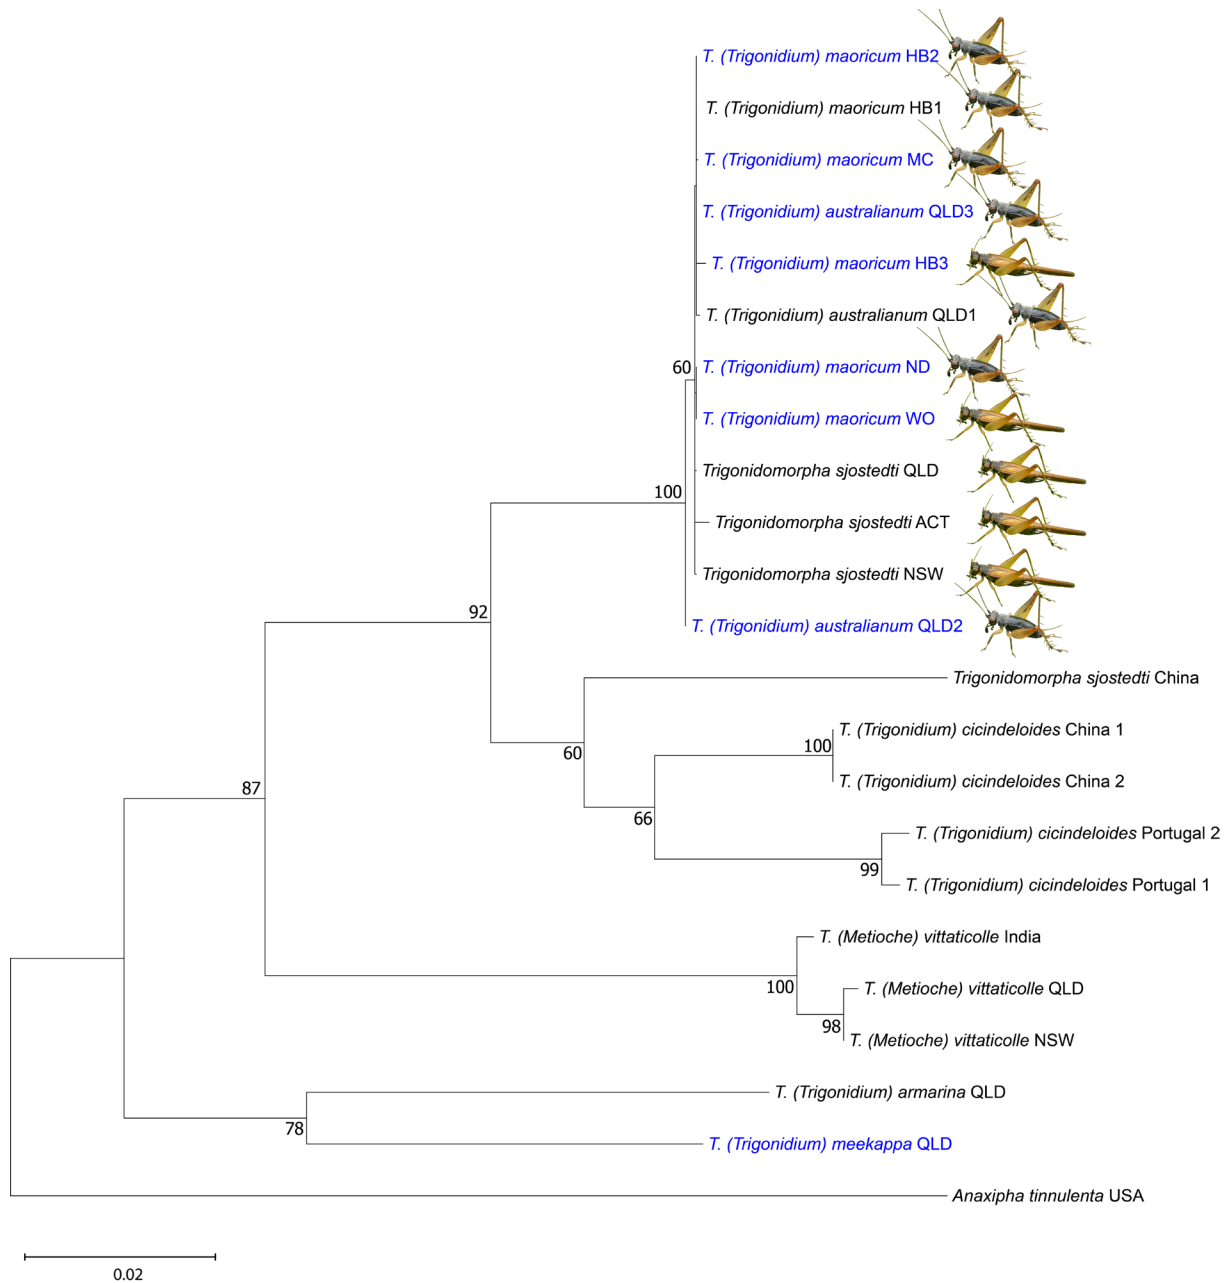 T. (Trigonidium) maoricum HB2
T. (Trigonidium) maoricum HB1
T. (Trigonidium) maoricum MC
T. (Trigonidium) australianum QLD3
T. (Trigonidium) maoricum HB3
T. (Trigonidium) australianum QLD1
60
T. (Trigonidium) maoricum ND
T. (Trigonidium) maoricum WO
Trigonidomorpha sjostedti QLD
100
Trigonidomorpha sjostedti ACT
Trigonidomorpha sjostedti NSW
92
T. (Trigonidium) australianum QLD2
Trigonidomorpha sjostedti China
T. (Trigonidium) cicindeloides China 1
100
60
T. (Trigonidium) cicindeloides China 2
87
66
T. (Trigonidium) cicindeloides Portugal 2
99
T. (Trigonidium) cicindeloides Portugal 1
T. (Metioche) vittaticolle India
100
T. (Metioche) vittaticolle QLD
98
T. (Metioche) vittaticolle NSW
T. (Trigonidium) armarina QLD
78
T. (Trigonidium) meekappa QLD
Anaxipha tinnulenta USA
0.02